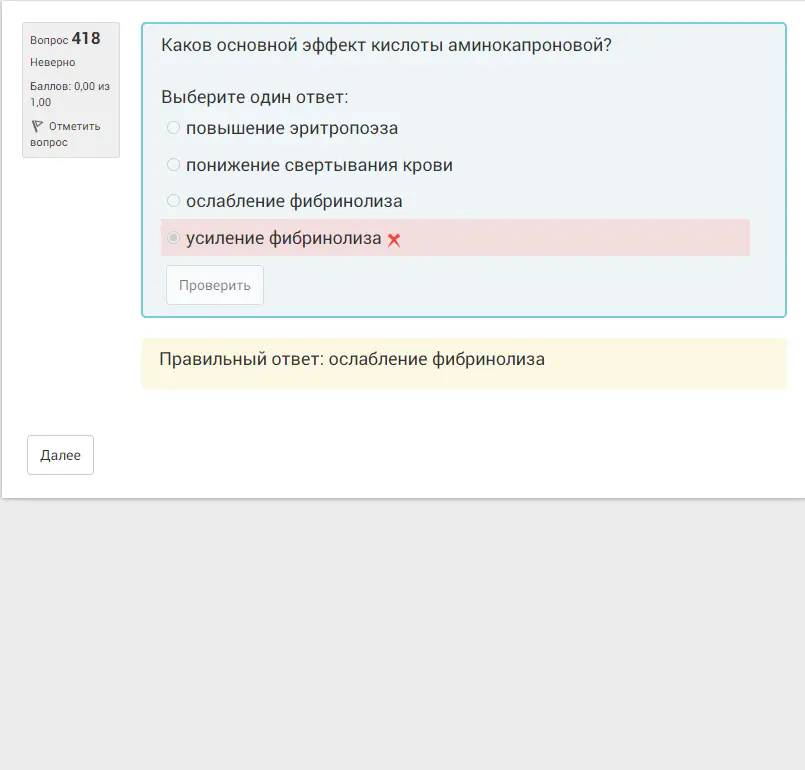 Вопрос 418
Неверно
Баллов: 0,00 из
1,00
Отметить
вопрос
Каков основной эффект кислоты аминокапроновой?
Выберите один ответ:
повышение эритропоэза
понижение свертывания крови
ослабление фибринолиза
усиление фибринолиза
Проверить
Правильный ответ: ослабление фибринолиза
Далее